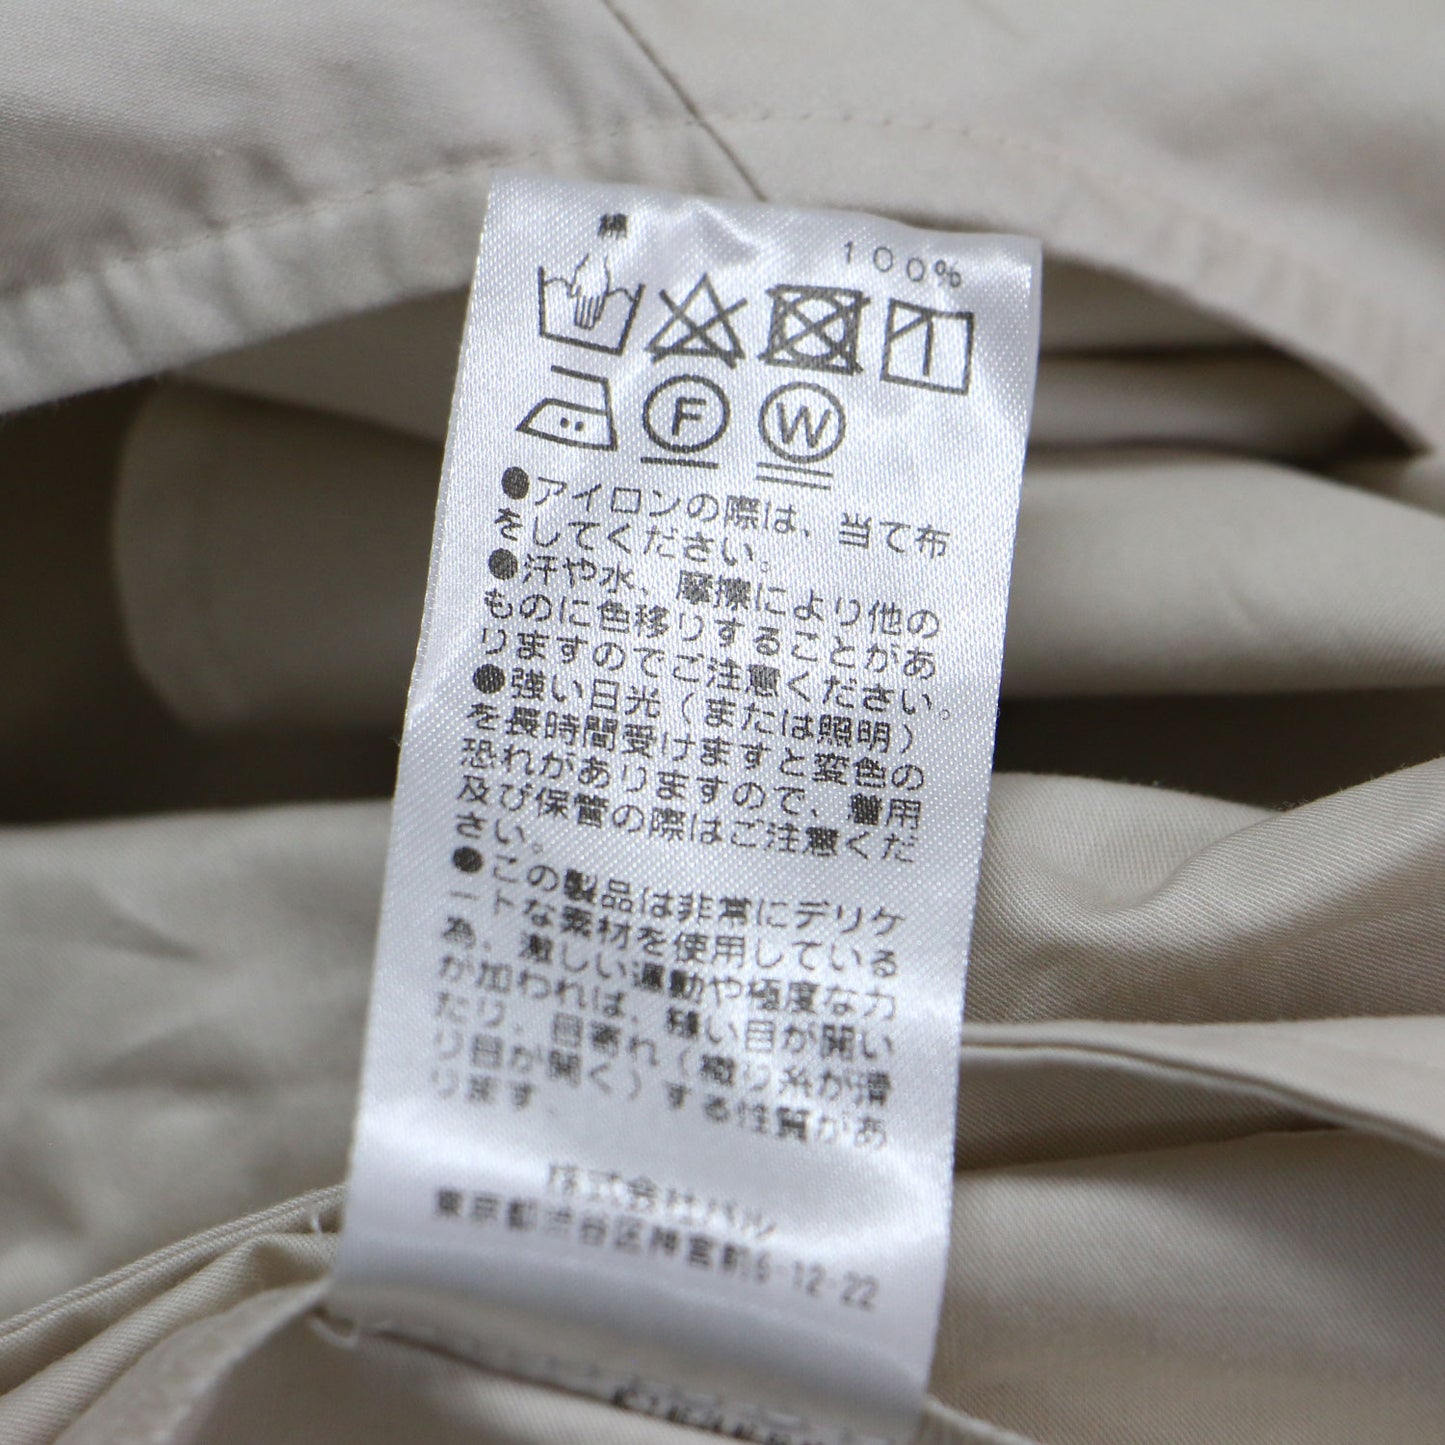 綿 100%
F W
●アイロンの際は、当て布
をしてください。
●汗や水、摩擦により他の
ものに色移りすることがあ
りますのでご注意ください。
●強い日光（または照明）
を長時間受けますと変色の
恐れがありますので、着用
及び保管の際はご注意くだ
さい。
●この製品は非常にデリケ
ートな素材を使用している
為、激しい運動や極度な力
が加われば、縫い目が開い
たり、目寄れ（織り糸が滑
り目が開く）する性質があ
ります。
株式会社パル
東京都渋谷区神宮前6-12-22